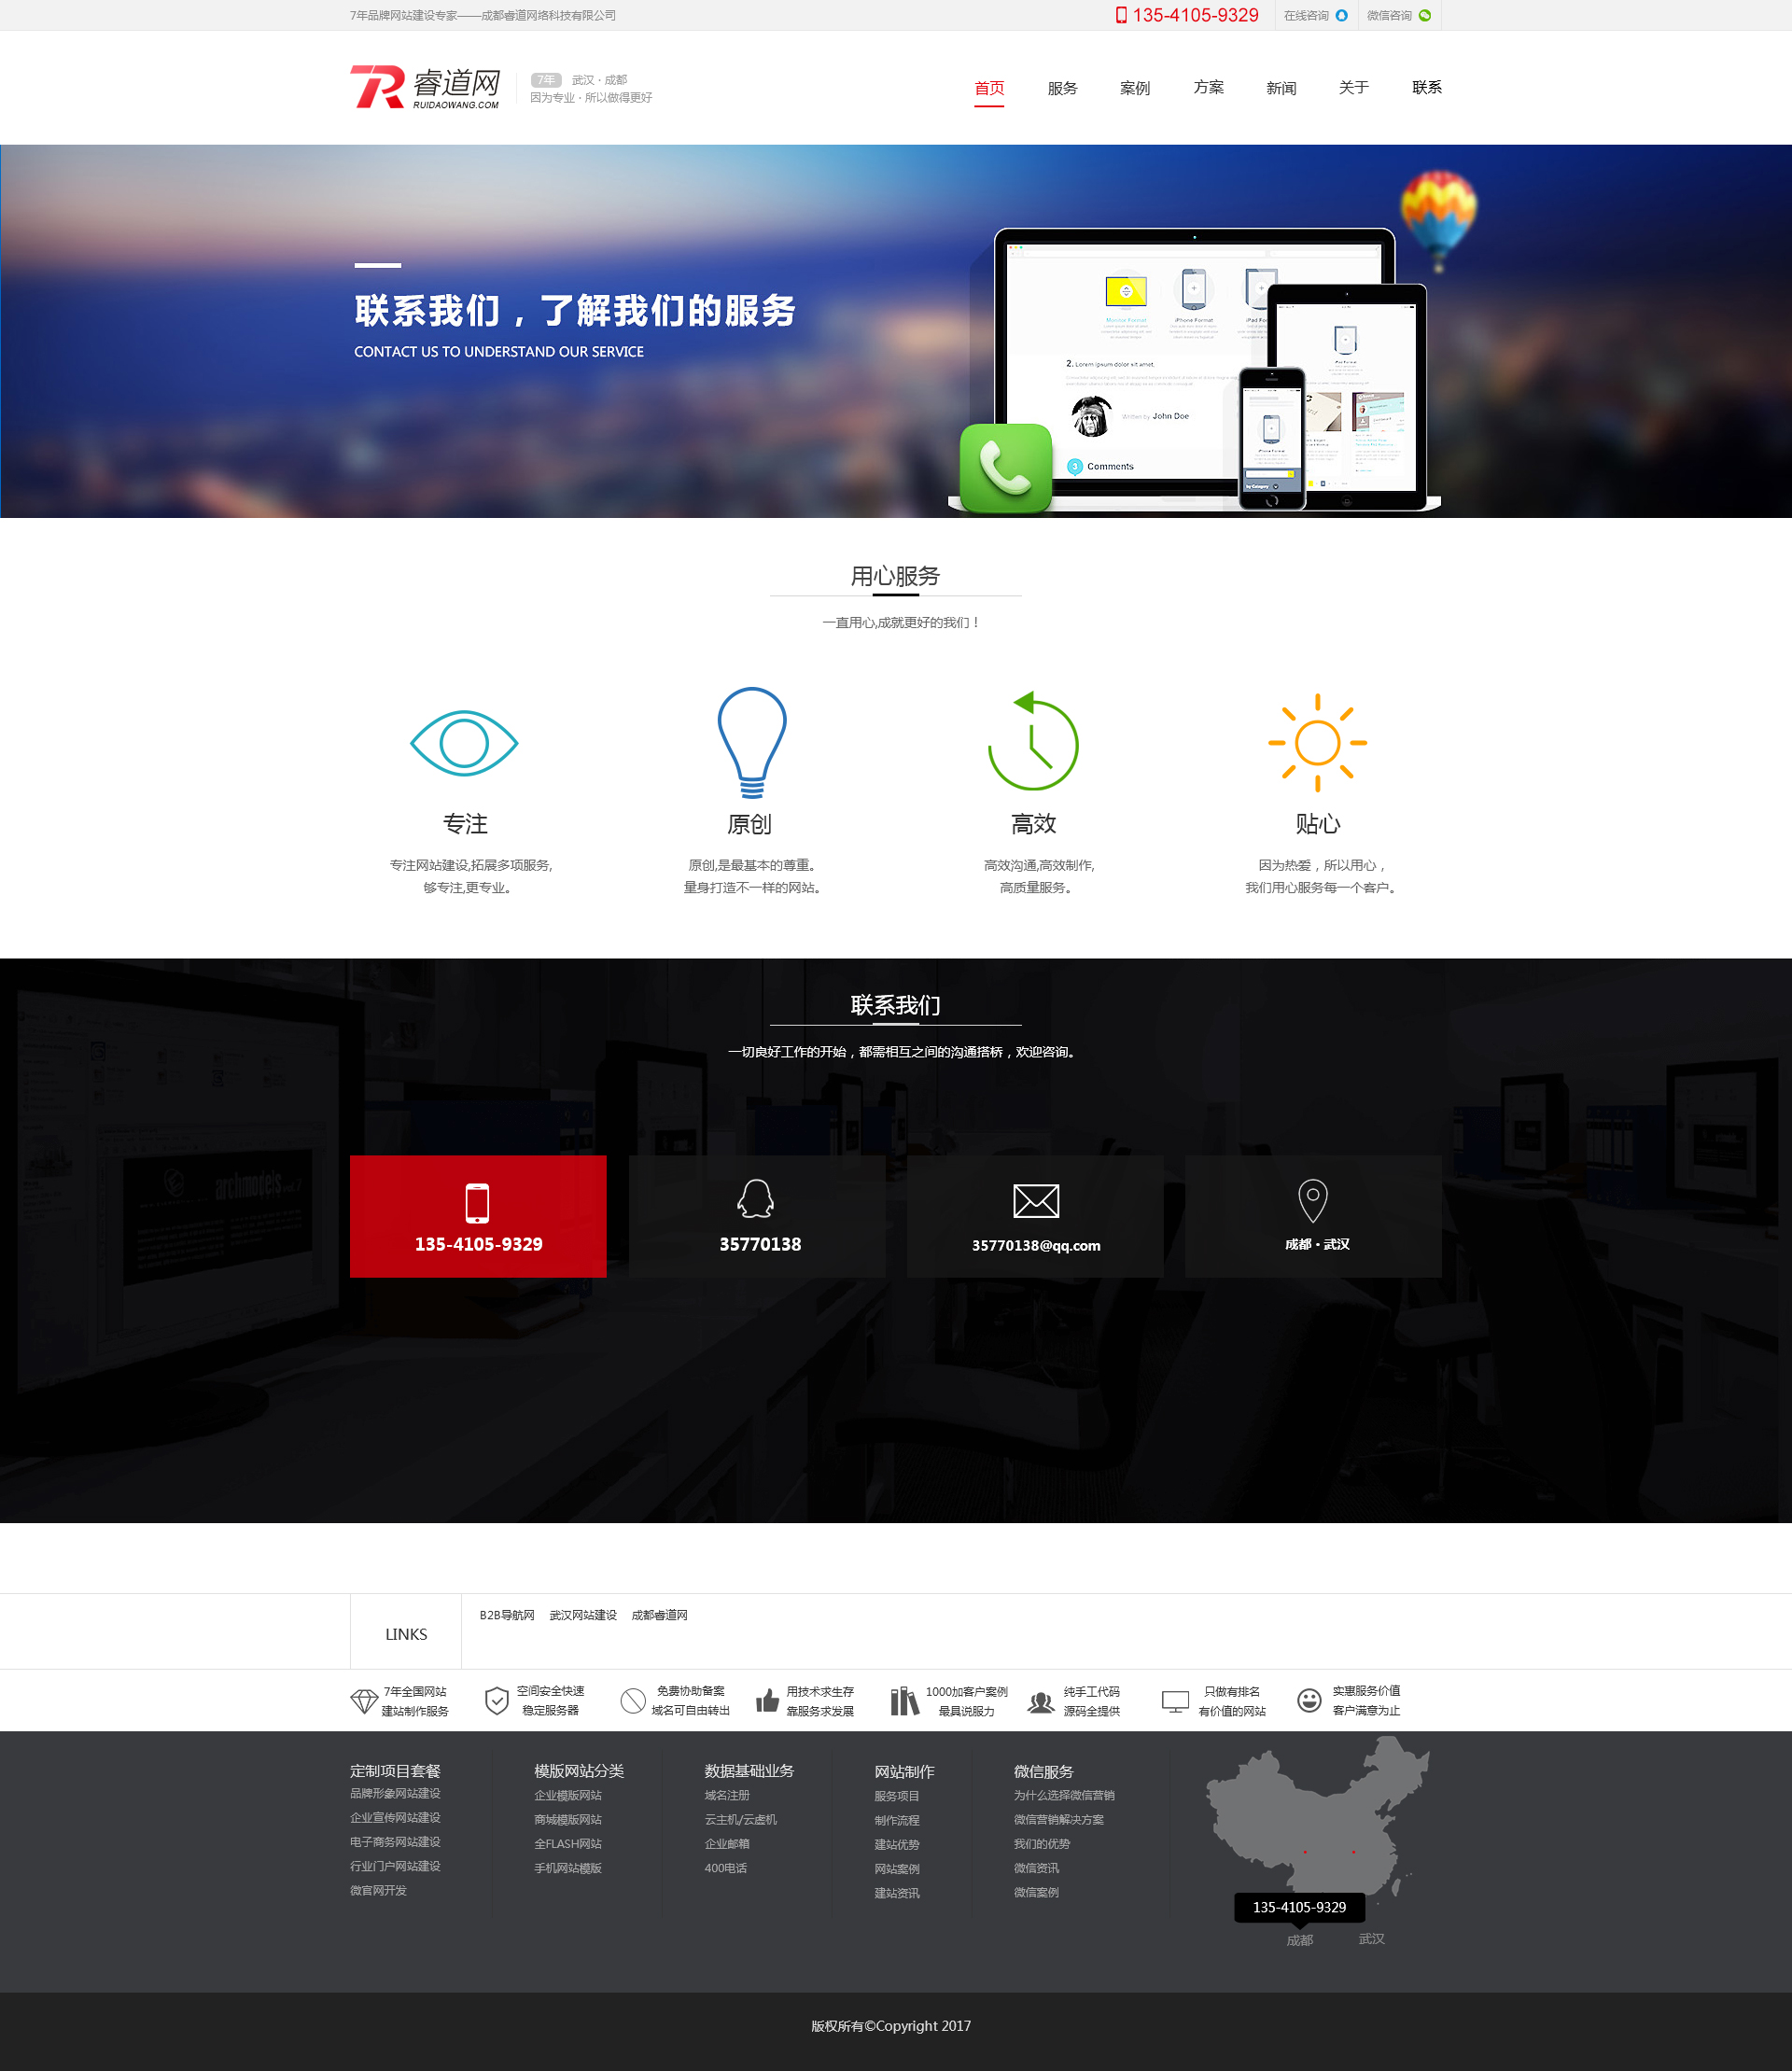 7年品牌网站建设专家——成都睿道网络科技有限公司
135-4105-9329
在线咨询
微信咨询
睿道网
RUIDAOWANG.COM
7年 武汉·成都
因为专业·所以做得更好
首页 服务 案例 方案 新闻 关于 联系
联系我们，了解我们的服务
CONTACT US TO UNDERSTAND OUR SERVICE
Monitor Format
iPhone Format
iPad Format
2. Lorem ipsum dolor sit amet.
Written by John Doe
3 Comments
by Category
用心服务
一直用心,成就更好的我们！
专注
专注网站建设,拓展多项服务,
够专注,更专业。
原创
原创,是最基本的尊重。
量身打造不一样的网站。
高效
高效沟通,高效制作,
高质量服务。
贴心
因为热爱，所以用心，
我们用心服务每一个客户。
联系我们
一切良好工作的开始，都需相互之间的沟通搭桥，欢迎咨询。
archmodels
135-4105-9329
35770138
35770138@qq.com
成都·武汉
LINKS
B2B导航网 武汉网站建设 成都睿道网
7年全国网站
建站制作服务
空间安全快速
稳定服务器
免费协助备案
域名可自由转出
用技术求生存
靠服务求发展
1000加客户案例
最具说服力
纯手工代码
源码全提供
只做有排名
有价值的网站
实惠服务价值
客户满意为止
定制项目套餐
品牌形象网站建设
企业宣传网站建设
电子商务网站建设
行业门户网站建设
微官网开发
模版网站分类
企业模版网站
商城模版网站
全FLASH网站
手机网站模版
数据基础业务
域名注册
云主机/云虚机
企业邮箱
400电话
网站制作
服务项目
制作流程
建站优势
网站案例
建站资讯
微信服务
为什么选择微信营销
微信营销解决方案
我们的优势
微信资讯
微信案例
135-4105-9329
成都
武汉
版权所有©Copyright 2017